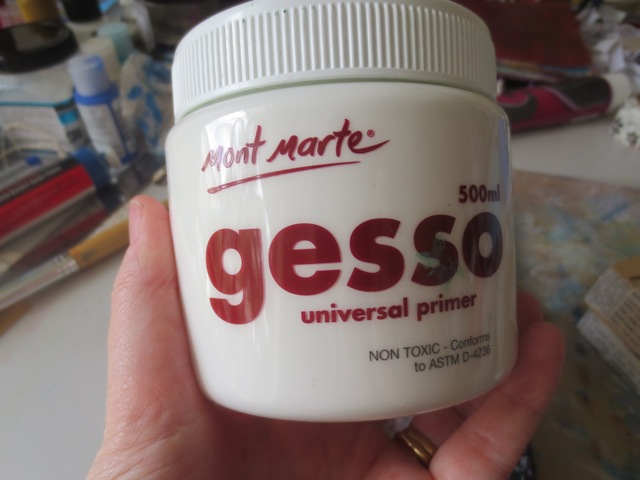 Mont Marte®
500ml
gesso
universal primer
NON TOXIC - Conforms
to ASTM D-4236